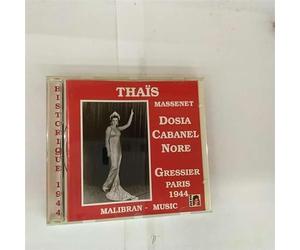 THAÏS
MASSENET
DOSIA
CABANEL
NORE
GRESSIER
PARIS
1944
MALIBRAN - MUSIC
HISTORIQUE 1944